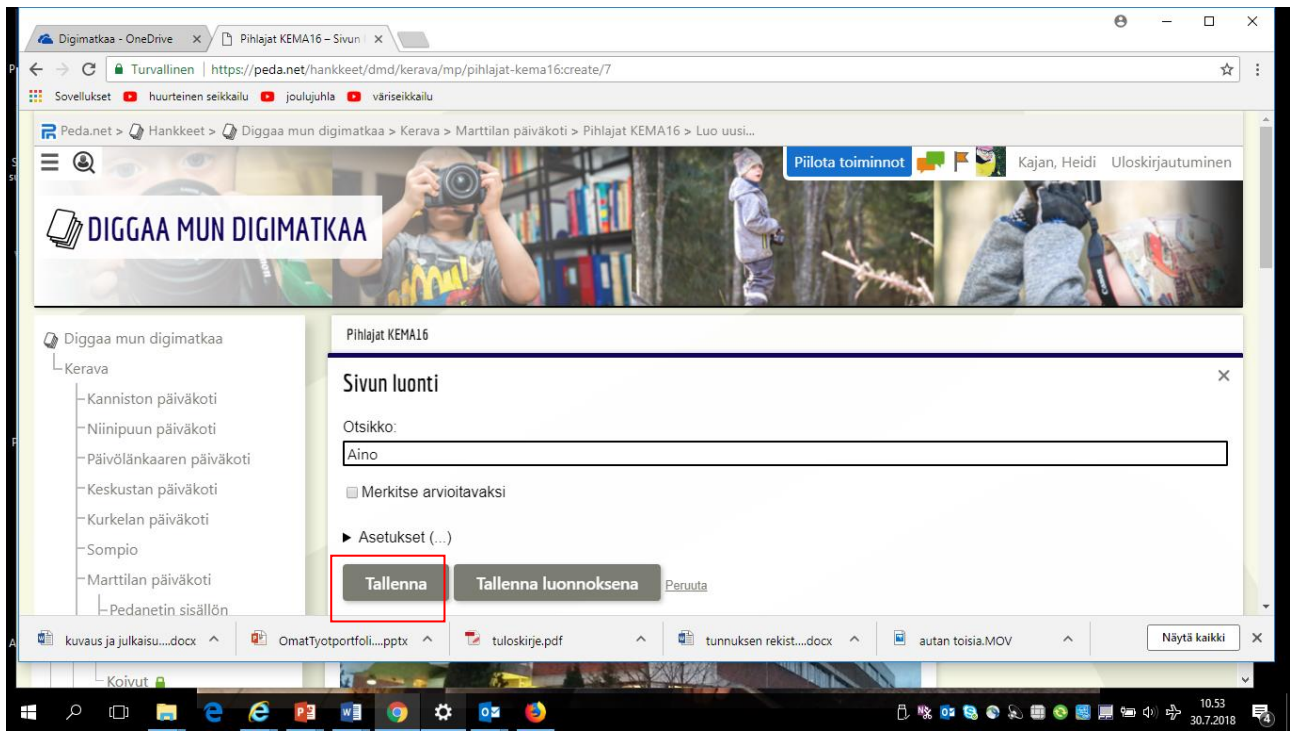 Digimatkaa - OneDrive
Pihlajat KEMA16 – Sivun
Turvallinen | https://peda.net/hankkeet/dmd/kerava/mp/pihlajat-kema16:create/7
Sovellukset huurteinen seikkailu joulujuhla väriseikkailu
Peda.net > Hankkeet > Diggaa mun digimatkaa > Kerava > Marttilan päiväkoti > Pihlajat KEMA16 > Luo uusi...
Piilota toiminnot Kajan, Heidi Uloskirjautuminen
DIGGAA MUN DIGIMATKAA
Diggaa mun digimatkaa
Kerava
Kanniston päiväkoti
Niinipuun päiväkoti
Päivölänkaaren päiväkoti
Keskustan päiväkoti
Kurkelan päiväkoti
Sompio
Marttilan päiväkoti
Pedanetin sisällön
Koivut
Pihlajat KEMA16
Sivun luonti
Otsikko:
Aino
Merkitse arvioitavaksi
Asetukset (...)
Tallenna Tallenna luonnoksena Peruuta
kuvaus ja julkaisu....docx OmatTyotportfoli....pptx tuloskirje.pdf tunnuksen rekist....docx autan toisia.MOV Näytä kaikki
10.53
30.7.2018